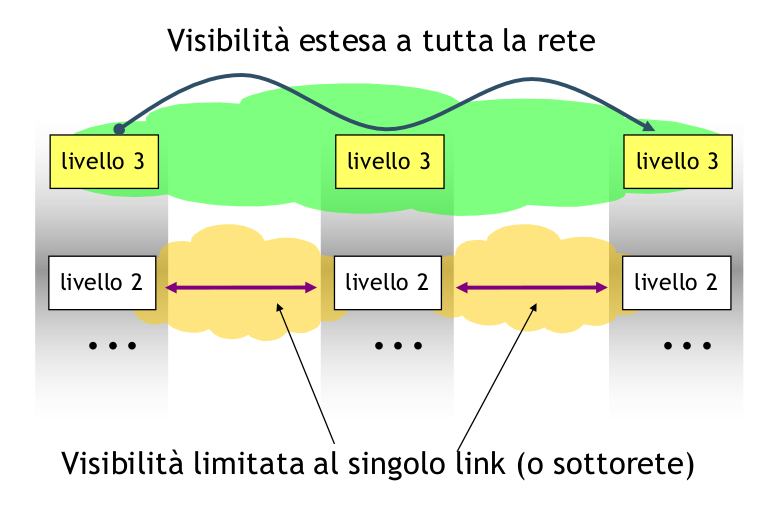 Visibilità estesa a tutta la rete
livello 3 livello 3 livello 3
livello 2 livello 2 livello 2
... ... ...
Visibilità limitata al singolo link (o sottorete)